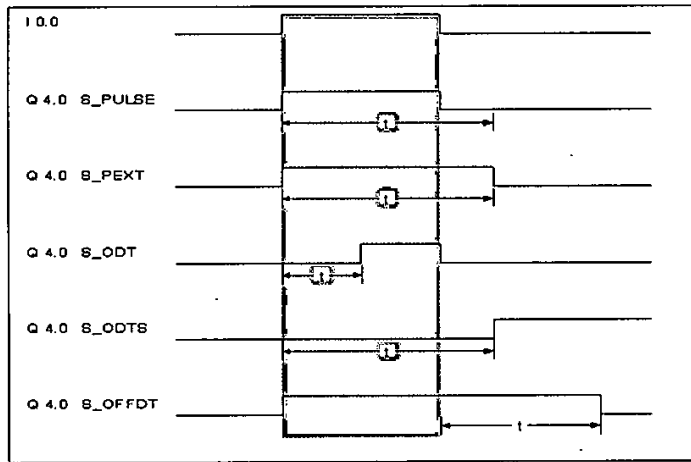 I 0.0
Q 4.0 S_PULSE
t
Q 4.0 S_PEXT
t
Q 4.0 S_ODT
t
Q 4.0 S_ODTS
t
Q 4.0 S_OFFDT
t